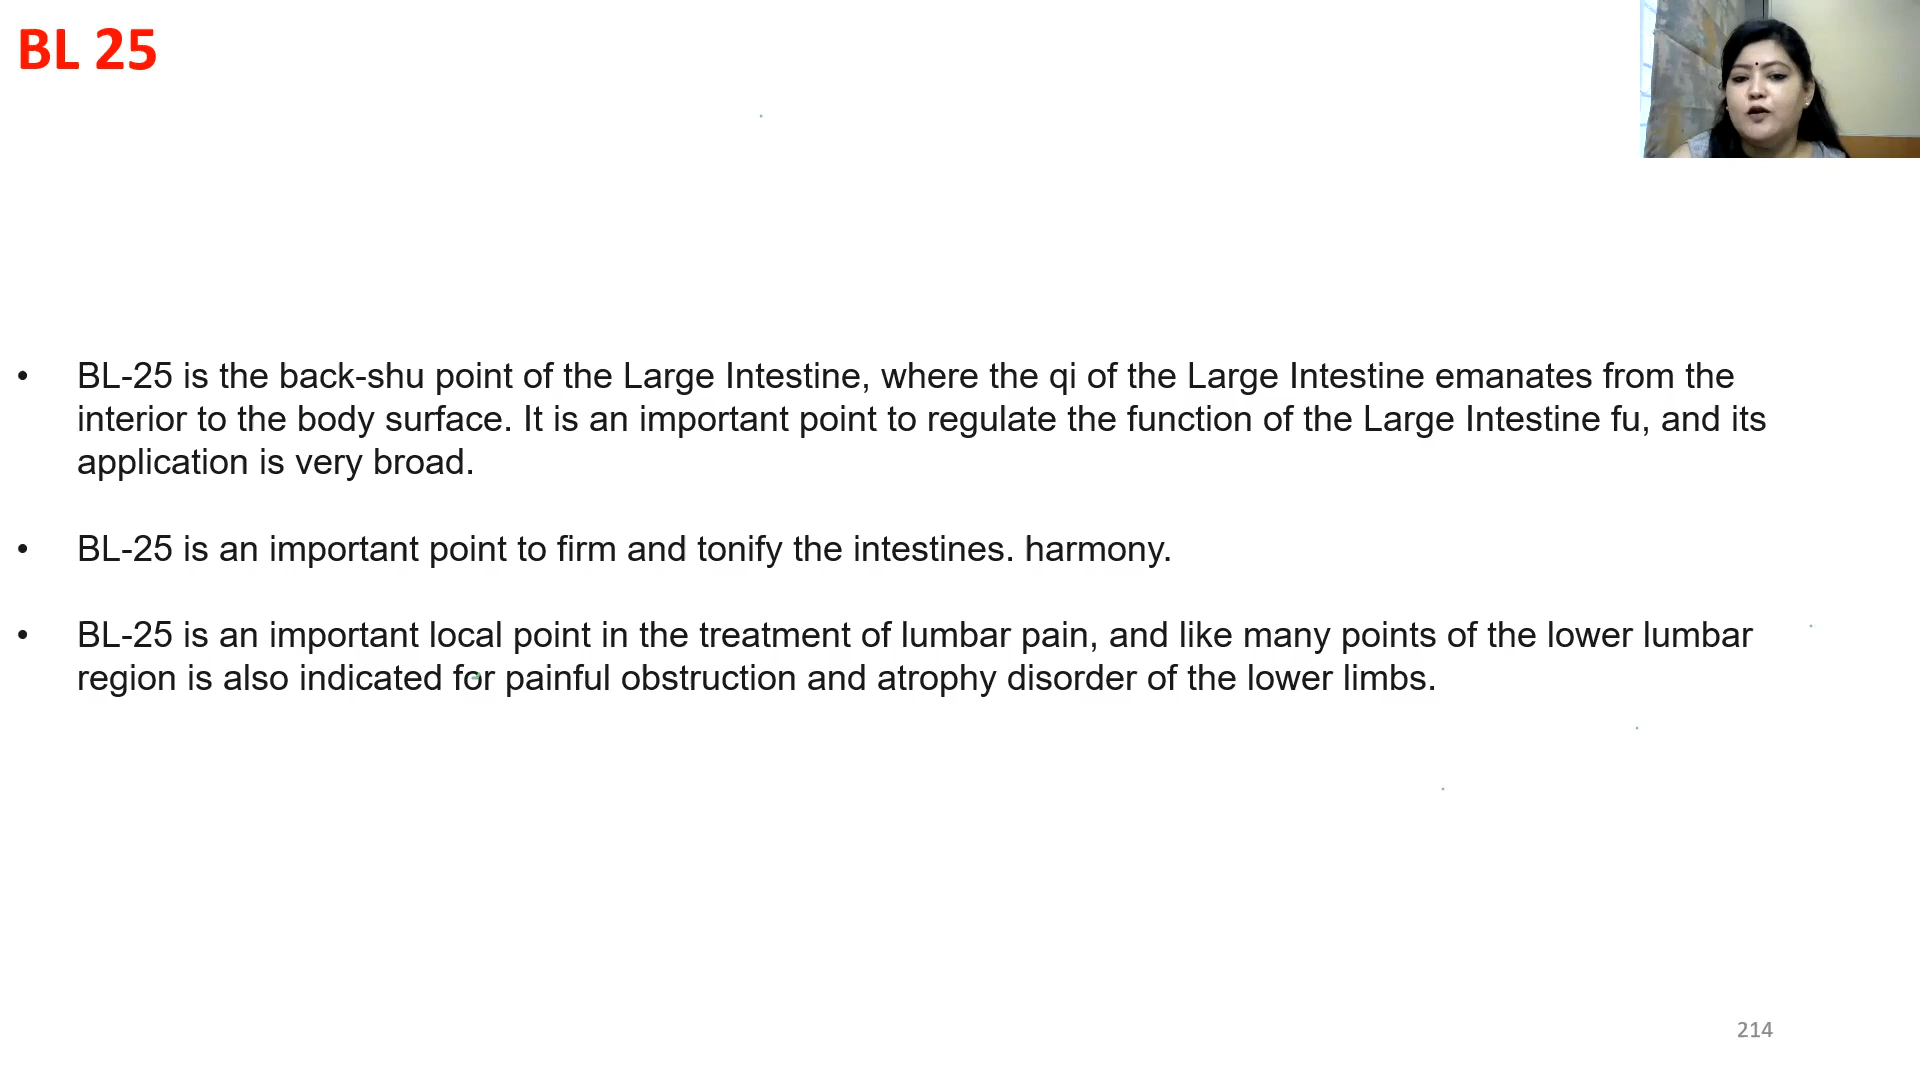 BL 25
• BL-25 is the back-shu point of the Large Intestine, where the qi of the Large Intestine emanates from the
interior to the body surface. It is an important point to regulate the function of the Large Intestine fu, and its
application is very broad.
• BL-25 is an important point to firm and tonify the intestines. harmony.
• BL-25 is an important local point in the treatment of lumbar pain, and like many points of the lower lumbar
region is also indicated for painful obstruction and atrophy disorder of the lower limbs.
214